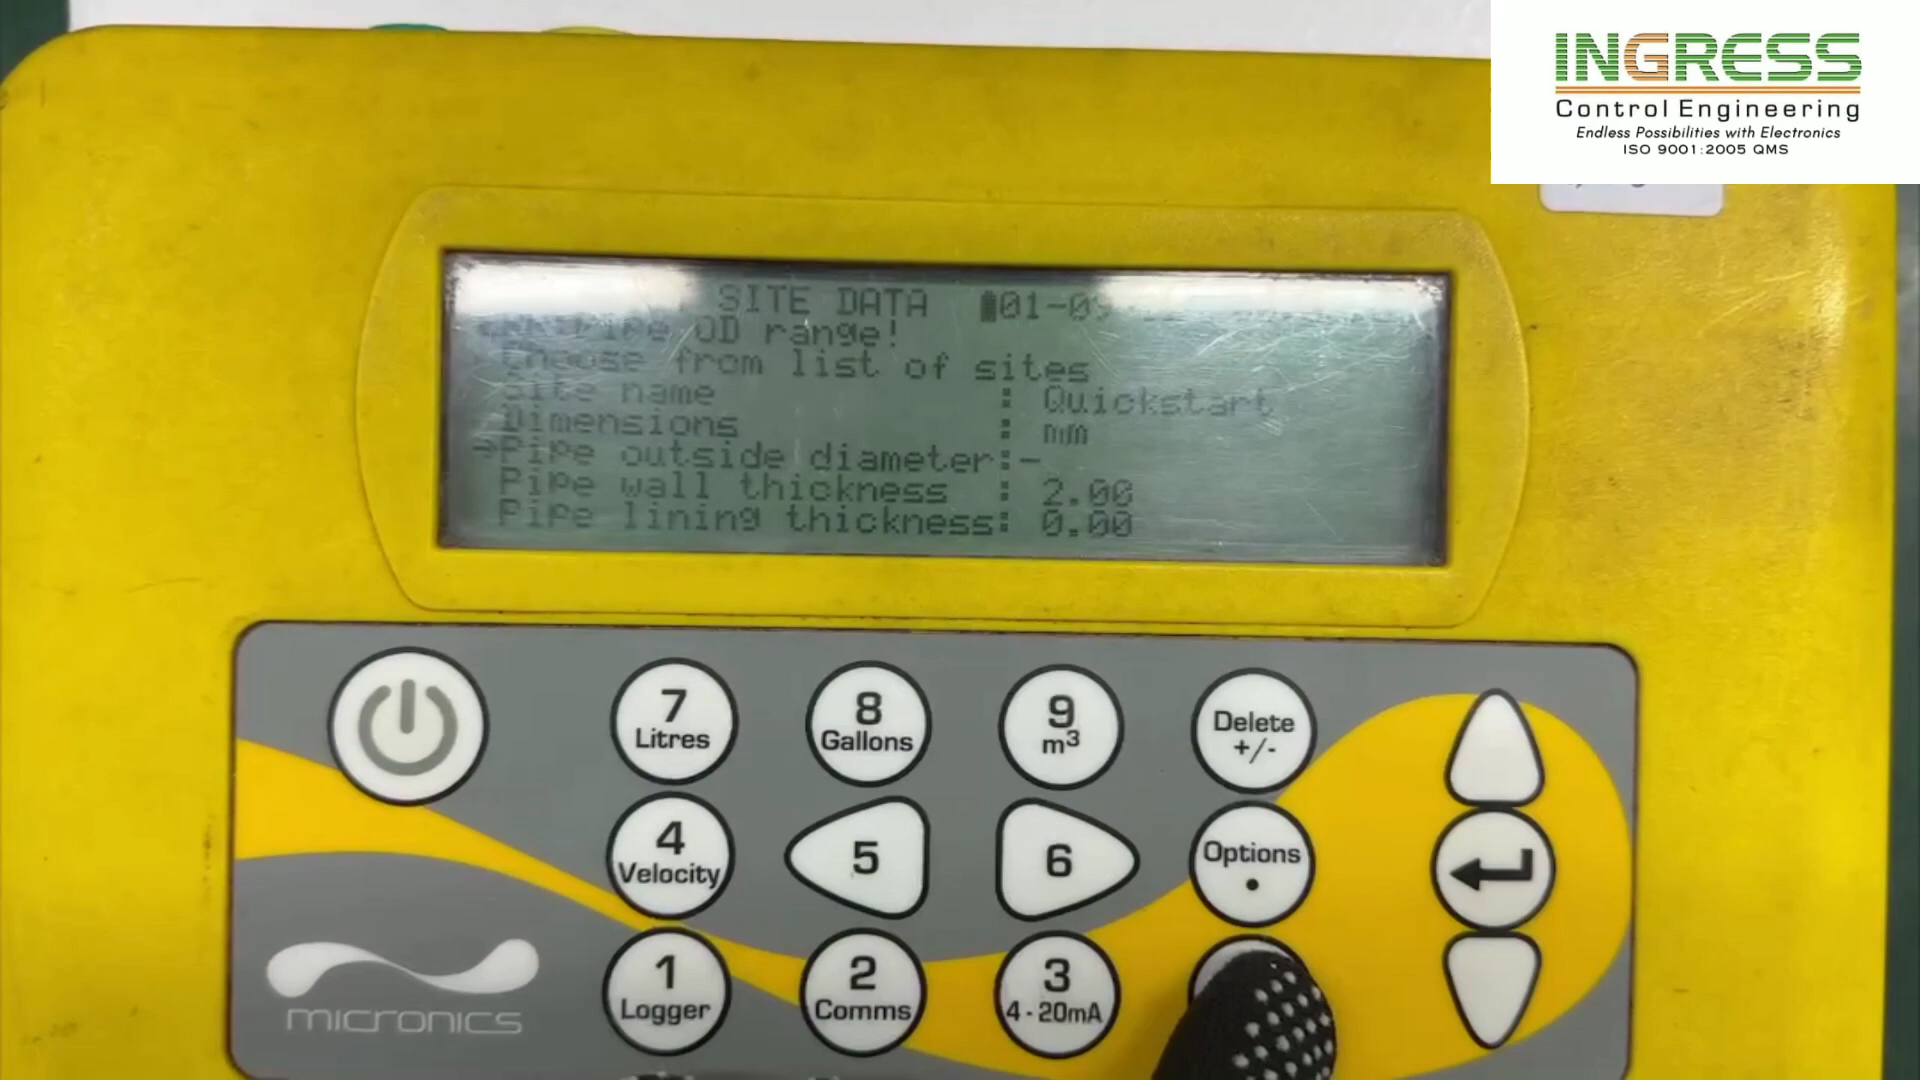 INGRESS
Control Engineering
Endless Possibilities with Electronics
ISO 9001:2005 QMS
SITE DATA 01-09
OD range!
Choose from list of sites
Site name : Quickstart
Dimensions : mm
Pipe outside diameter:-
Pipe wall thickness : 2.00
Pipe lining thickness: 0.00
7 Litres
8 Gallons
9 m³
Delete +/-
4 Velocity
5
6
Options •
1 Logger
2 Comms
3 4-20mA
micronics